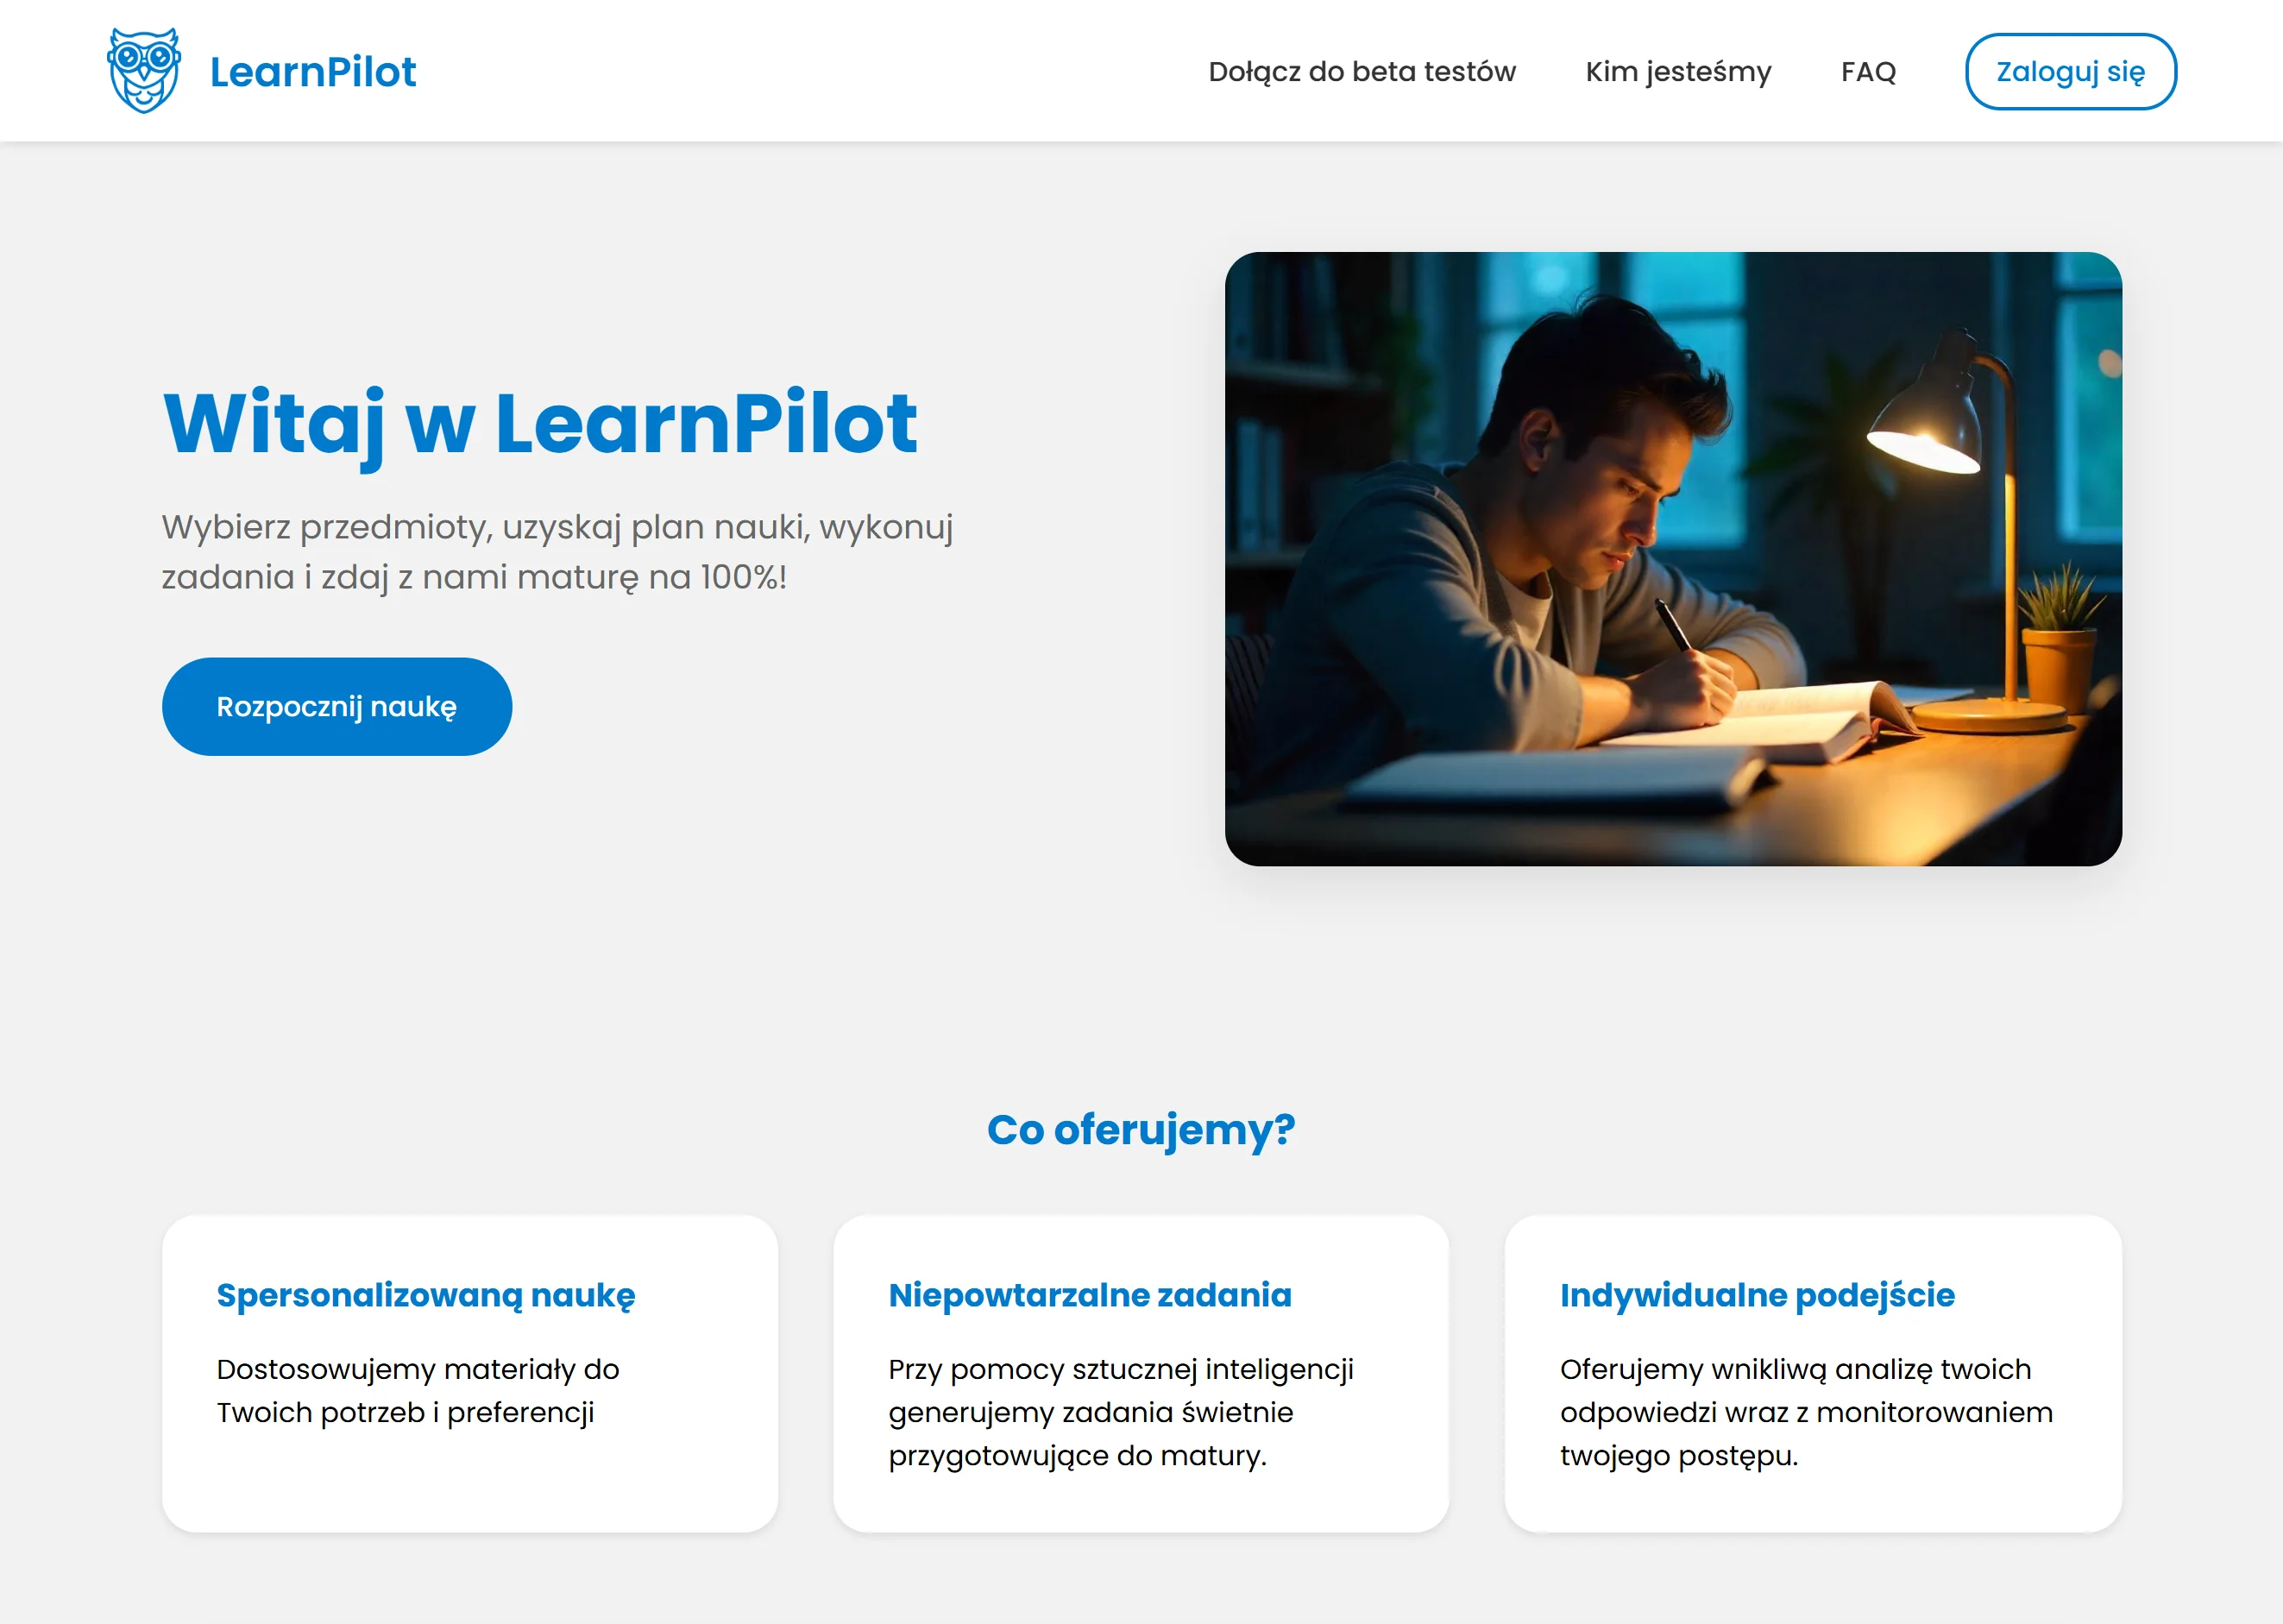 LearnPilot
Dołącz do beta testów
Kim jesteśmy
FAQ
Zaloguj się
Witaj w LearnPilot
Wybierz przedmioty, uzyskaj plan nauki, wykonuj
zadania i zdaj z nami maturę na 100%!
Rozpocznij naukę
Co oferujemy?
Spersonalizowaną naukę
Dostosowujemy materiały do
Twoich potrzeb i preferencji
Niepowtarzalne zadania
Przy pomocy sztucznej inteligencji
generujemy zadania świetnie
przygotowujące do matury.
Indywidualne podejście
Oferujemy wnikliwą analizę twoich
odpowiedzi wraz z monitorowaniem
twojego postępu.